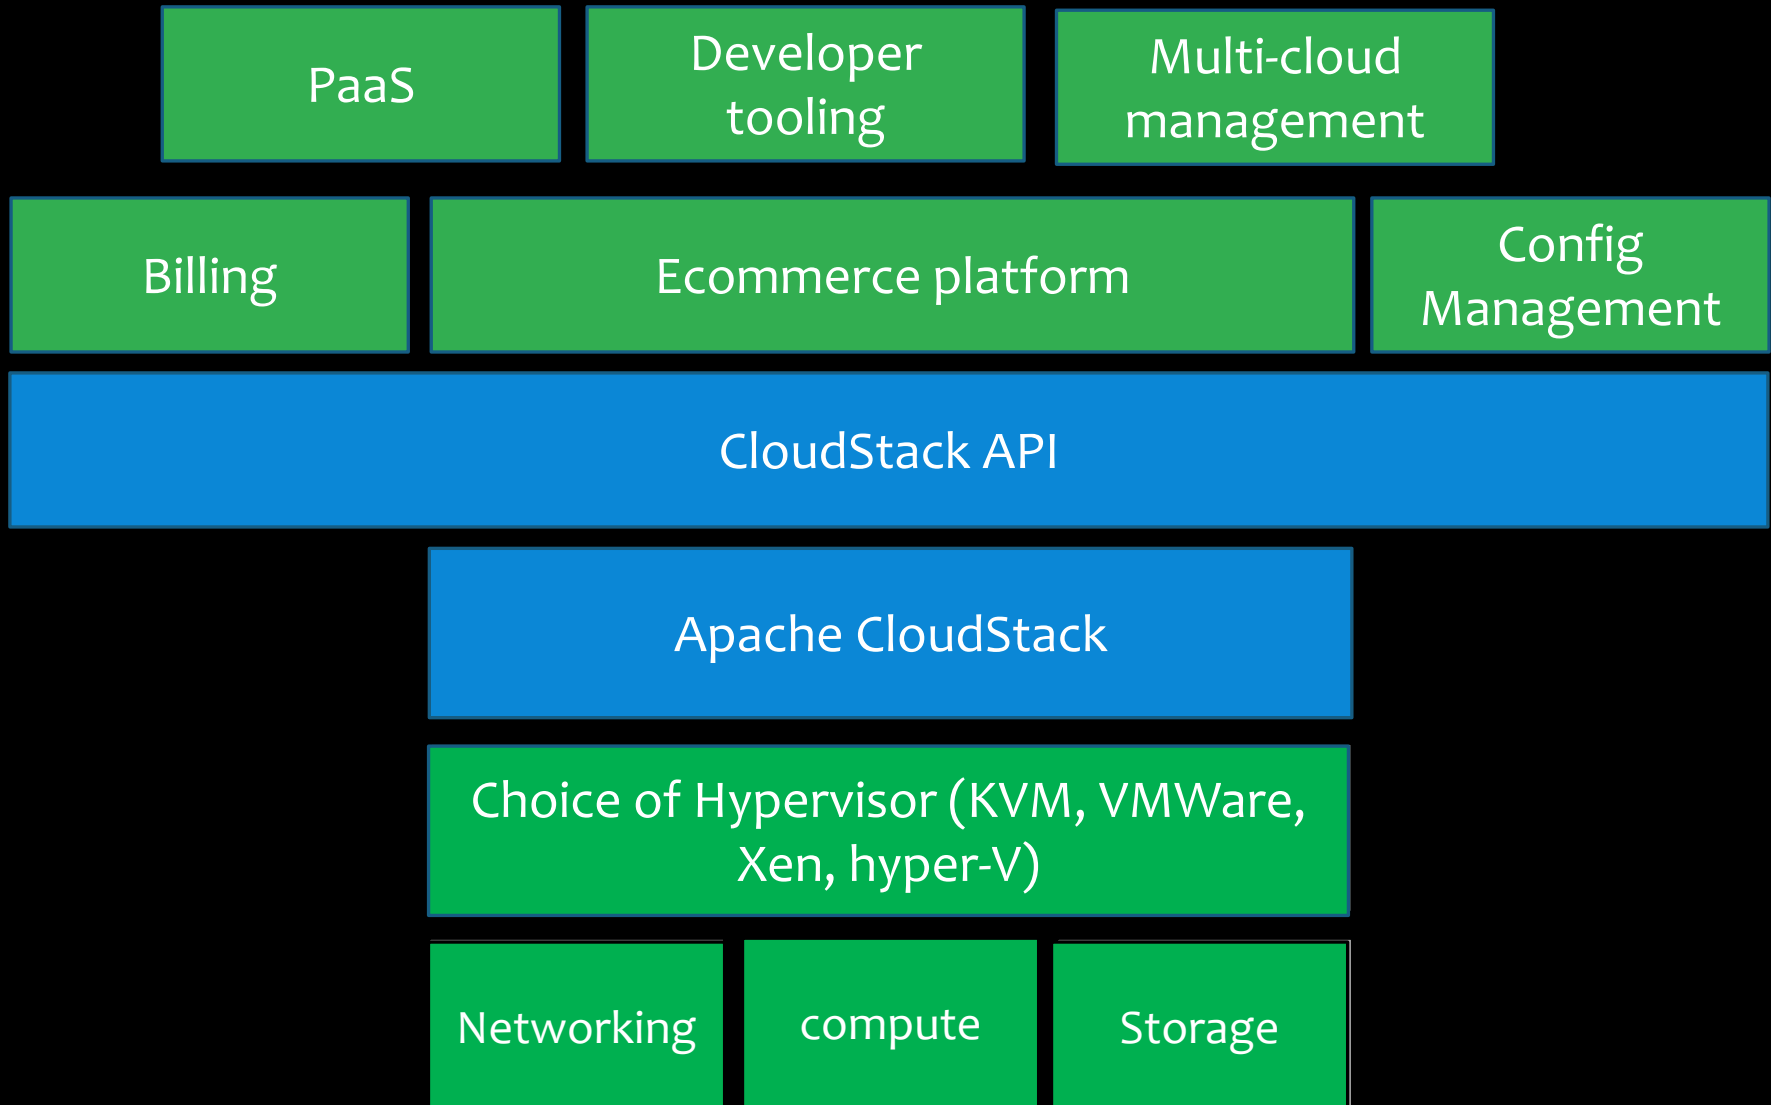 PaaS
Developer
tooling
Multi-cloud
management
Billing
Ecommerce platform
Config
Management
CloudStack API
Apache CloudStack
Choice of Hypervisor (KVM, VMWare,
Xen, hyper-V)
Networking
compute
Storage